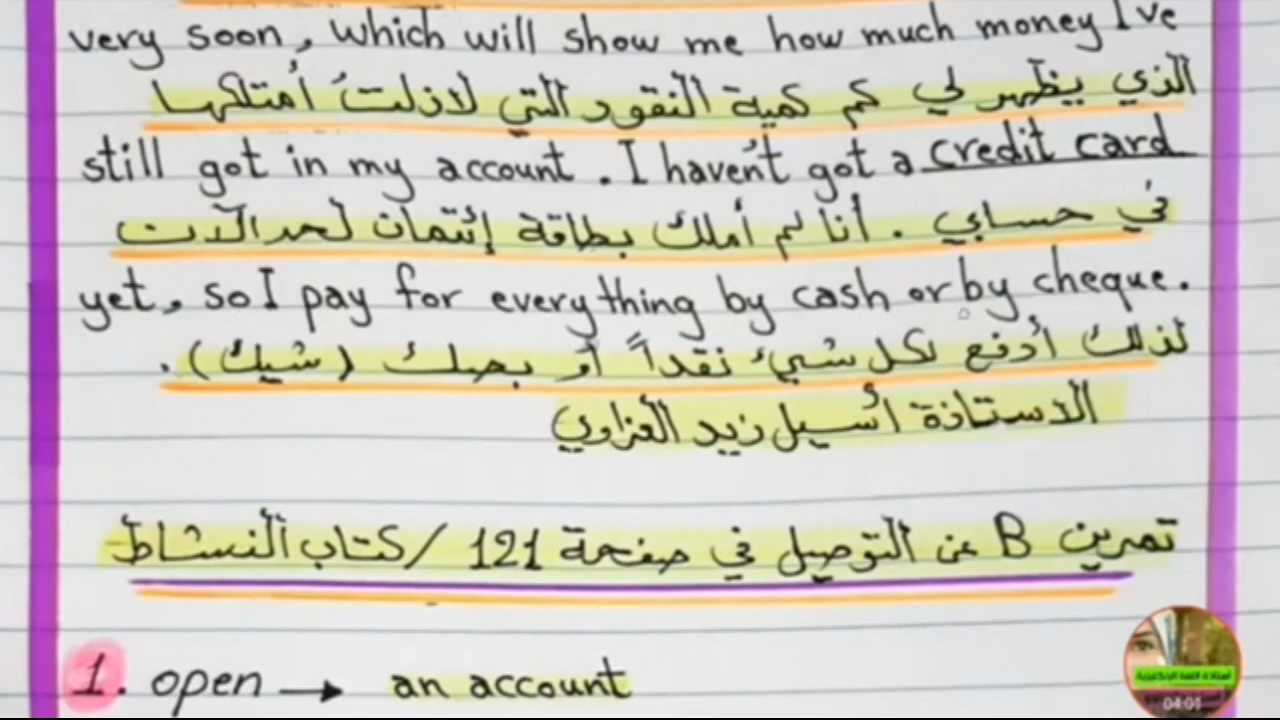 very soon, which will show me how much money I've
الذي يظهر لي كم كمية النقود التي لازلتُ أمتلكها
still got in my account. I haven't got a credit card
في حسابي. أنا لم أملك بطاقة إئتمان لحد الآن
yet, so I pay for everything by cash or by cheque.
لذلك أدفع لكل شيء نقداً أو بصك (شيك).
الاستاذة أسيل زيد العزاوي
تمرين B عن التوصيل في صفحة 121 / كتاب النشاط
1. open → an account
04:01